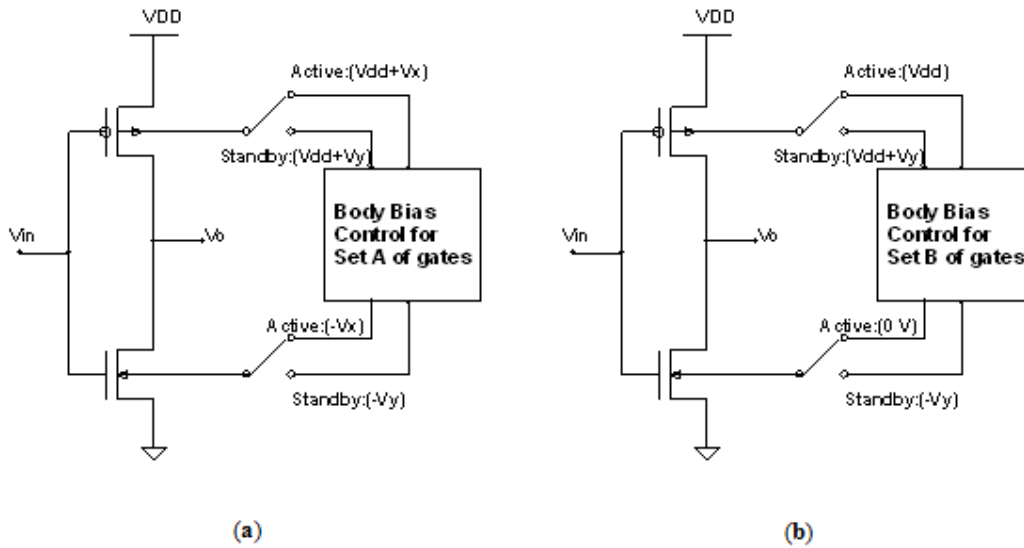 VDD
Active:(Vdd+Vx)
Standby:(Vdd+Vy)
Body Bias
Control for
Set A of gates
Vin
Vo
Active:(-Vx)
Standby:(-Vy)
(a)
VDD
Active:(Vdd)
Standby:(Vdd+Vy)
Body Bias
Control for
Set B of gates
Vin
Vo
Active:(0 V)
Standby:(-Vy)
(b)